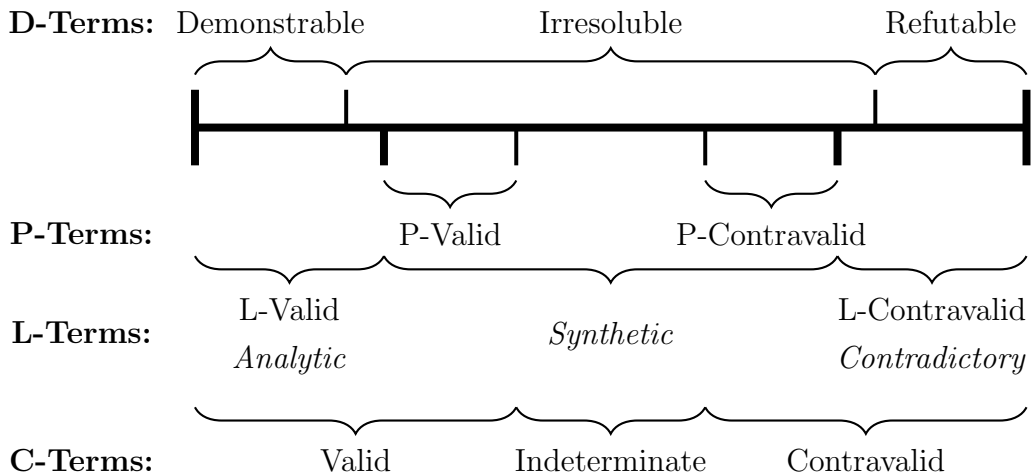 D-Terms: Demonstrable Irresoluble Refutable
P-Terms: P-Valid P-Contravalid
L-Valid L-Contravalid
L-Terms: Synthetic
Analytic Contradictory
C-Terms: Valid Indeterminate Contravalid